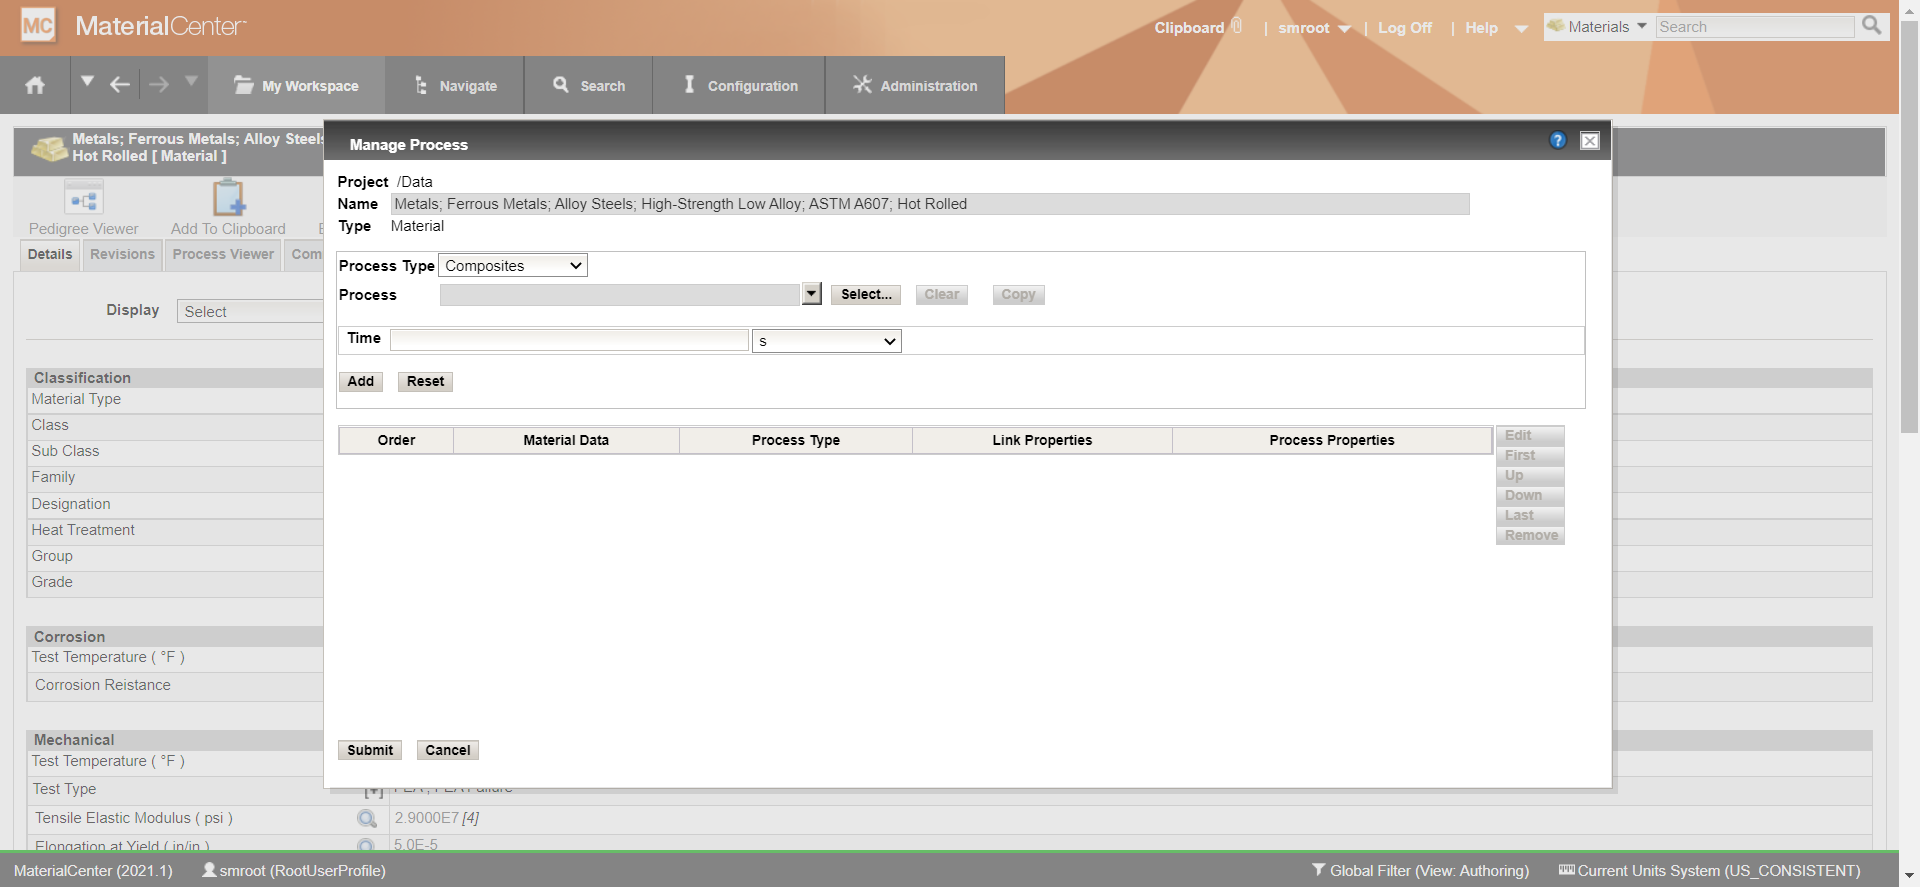 MC MaterialCenter
Clipboard | smroot | Log Off | Help Materials Search
My Workspace Navigate Search Configuration Administration
Metals; Ferrous Metals; Alloy Steels
Hot Rolled [ Material ]
Pedigree Viewer Add To Clipboard
Details Revisions Process Viewer Com
Display Select
Classification
Material Type
Class
Sub Class
Family
Designation
Heat Treatment
Group
Grade
Corrosion
Test Temperature ( °F )
Corrosion Reistance
Mechanical
Test Temperature ( °F )
Test Type
Tensile Elastic Modulus ( psi ) 2.9000E7 [4]
Elongation at Yield ( in/in ) 5.0E-5
Manage Process ?
Project /Data
Name Metals; Ferrous Metals; Alloy Steels; High-Strength Low Alloy; ASTM A607; Hot Rolled
Type Material
Process Type Composites
Process Select... Clear Copy
Time s
Add Reset
Order Material Data Process Type Link Properties Process Properties
Edit
First
Up
Down
Last
Remove
Submit Cancel
MaterialCenter (2021.1) smroot (RootUserProfile) Global Filter (View: Authoring) Current Units System (US_CONSISTENT)